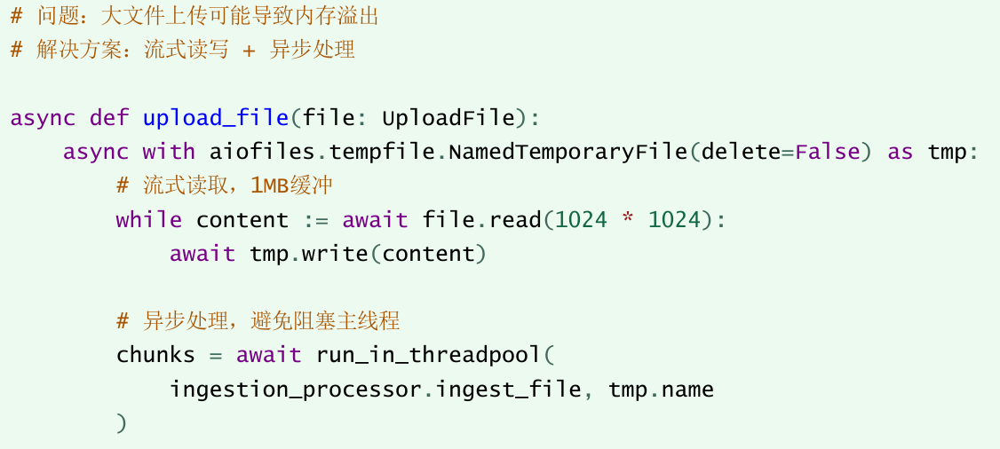 # 问题：大文件上传可能导致内存溢出
# 解决方案：流式读写 + 异步处理
async def upload_file(file: UploadFile):
    async with aiofiles.tempfile.NamedTemporaryFile(delete=False) as tmp:
        # 流式读取，1MB缓冲
        while content := await file.read(1024 * 1024):
            await tmp.write(content)
        # 异步处理，避免阻塞主线程
        chunks = await run_in_threadpool(
            ingestion_processor.ingest_file, tmp.name
        )